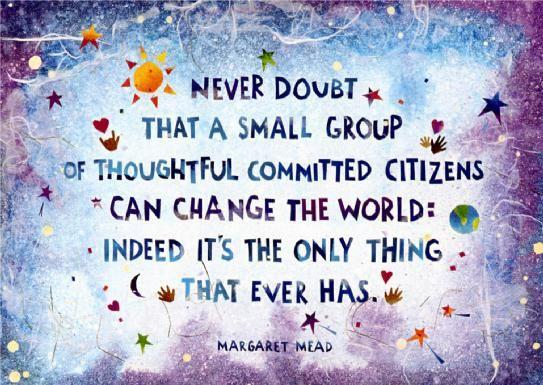 NEVER DOUBT
THAT A SMALL GROUP
OF THOUGHTFUL COMMITTED CITIZENS
CAN CHANGE THE WORLD:
INDEED IT'S THE ONLY THING
THAT EVER HAS.
MARGARET MEAD